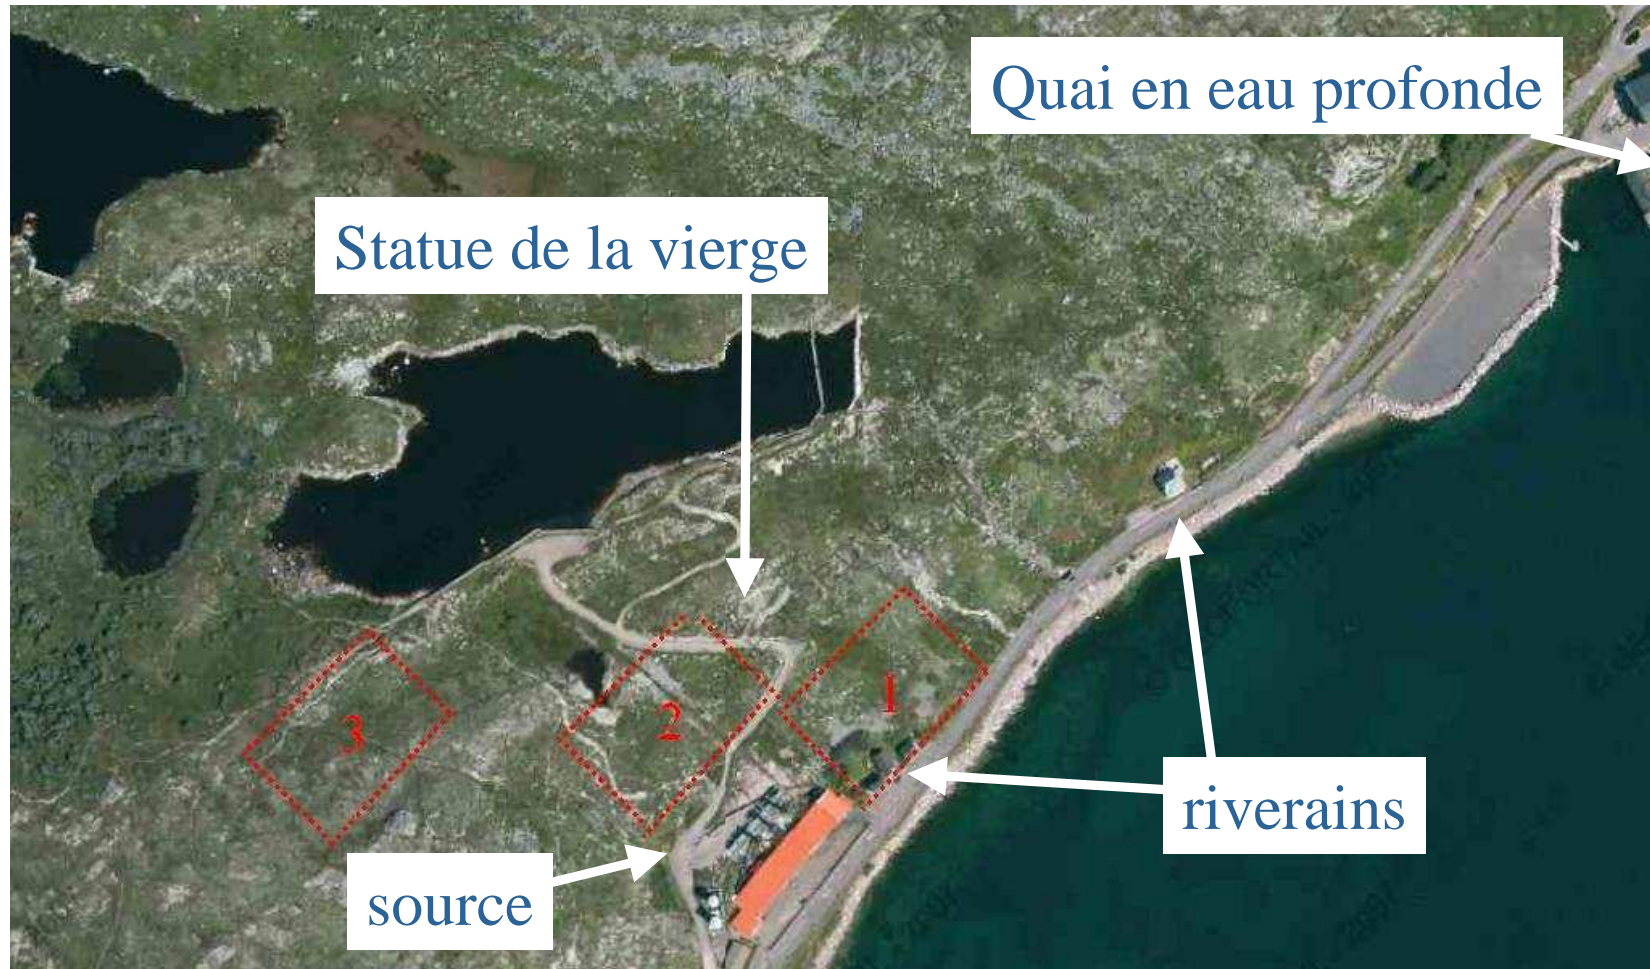 Quai en eau profonde
Statue de la vierge
1
2
3
riverains
source